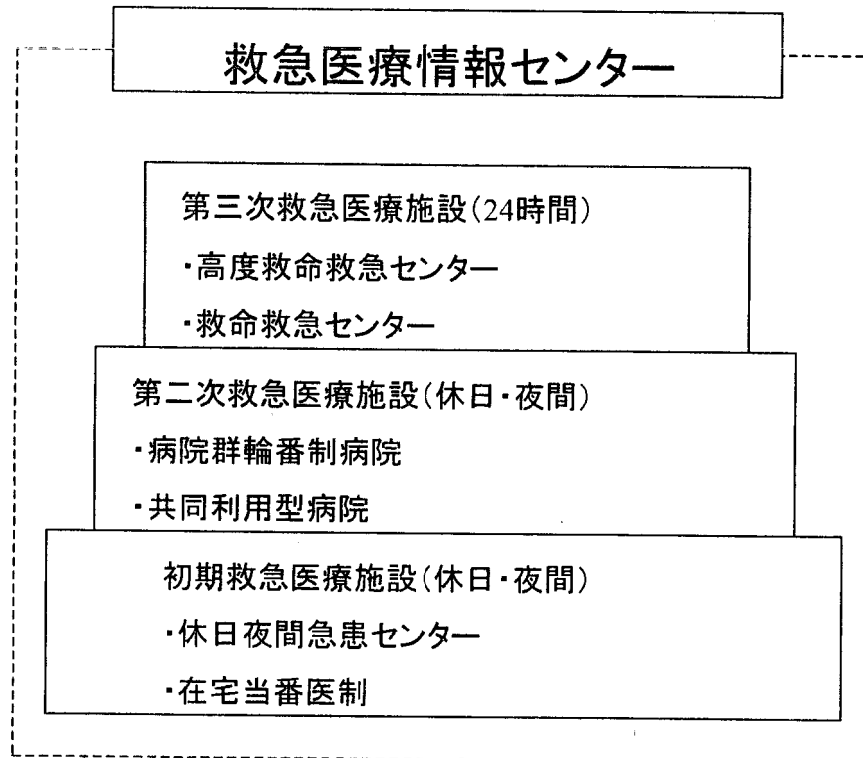 救急医療情報センター
第三次救急医療施設(24時間)
・高度救命救急センター
・救命救急センター
第二次救急医療施設(休日・夜間)
・病院群輪番制病院
・共同利用型病院
初期救急医療施設(休日・夜間)
・休日夜間急患センター
・在宅当番医制